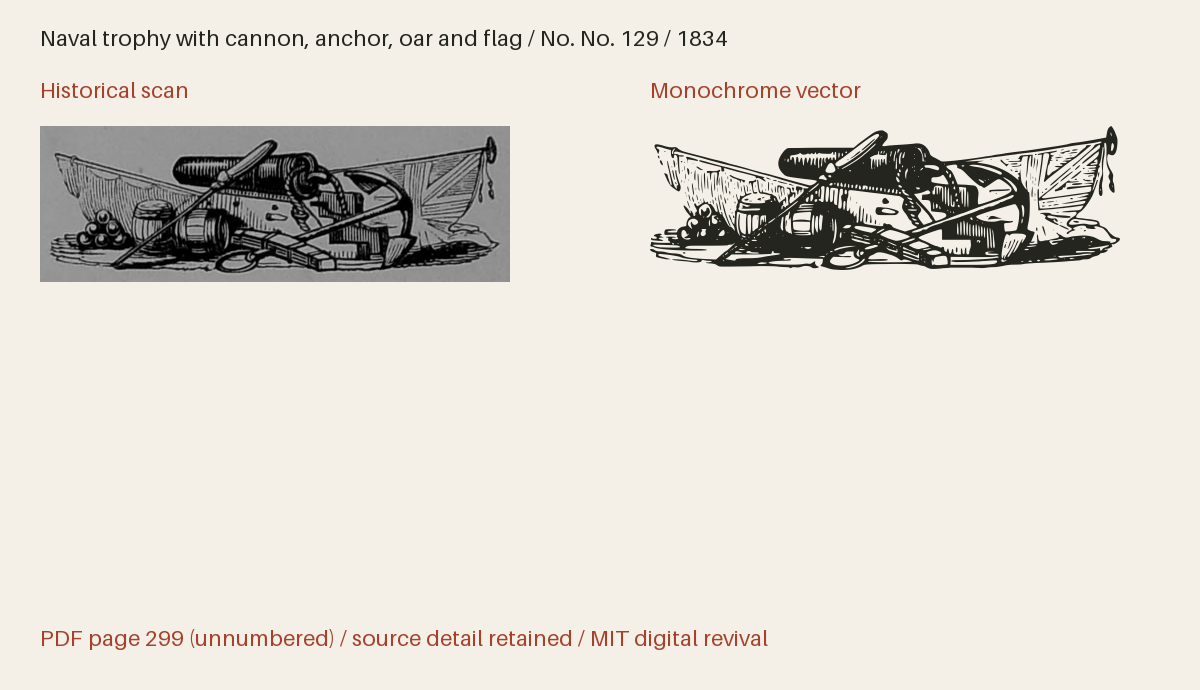 Naval trophy with cannon, anchor, oar and flag / No. No. 129 / 1834
Historical scan
Monochrome vector
PDF page 299 (unnumbered) / source detail retained / MIT digital revival